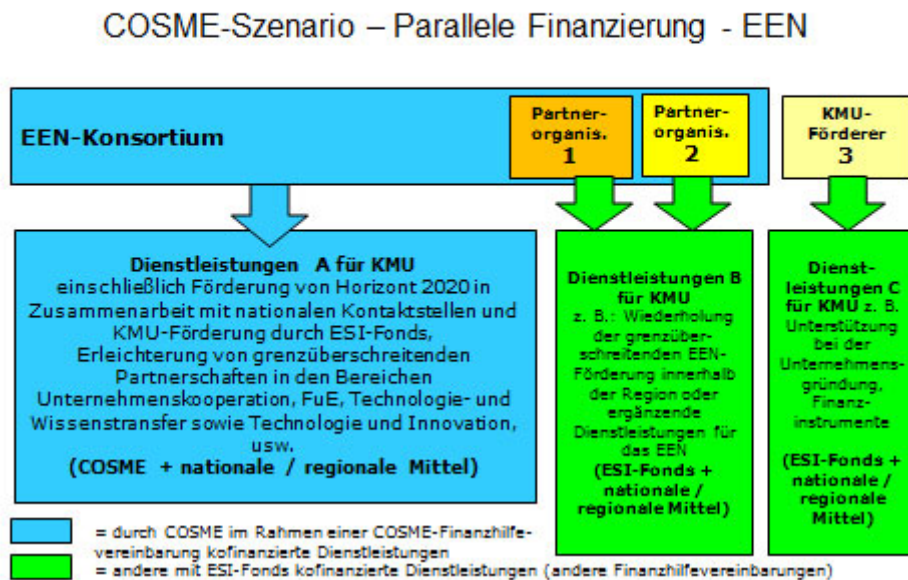 COSME-Szenario – Parallele Finanzierung - EEN
EEN-Konsortium
Partner-
organis.
1
Partner-
organis.
2
KMU-
Förderer
3
Dienstleistungen A für KMU
einschließlich Förderung von Horizont 2020 in
Zusammenarbeit mit nationalen Kontaktstellen und
KMU-Förderung durch ESI-Fonds,
Erleichterung von grenzüberschreitenden
Partnerschaften in den Bereichen
Unternehmenskooperation, FuE, Technologie- und
Wissenstransfer sowie Technologie und Innovation,
usw.
(COSME + nationale / regionale Mittel)
Dienstleistungen B
für KMU
z. B.: Wiederholung
der grenzüber-
schreitenden EEN-
Förderung innerhalb
der Region oder
ergänzende
Dienstleistungen für
das EEN
(ESI-Fonds +
nationale /
regionale Mittel)
Dienst-
leistungen C
für KMU z. B.
Unterstützung
bei der
Unternehmens-
gründung,
Finanz-
instrumente
(ESI-Fonds +
nationale /
regionale
Mittel)
= durch COSME im Rahmen einer COSME-Finanzhilfe-
vereinbarung kofinanzierte Dienstleistungen
= andere mit ESI-Fonds kofinanzierte Dienstleistungen (andere Finanzhilfevereinbarungen)